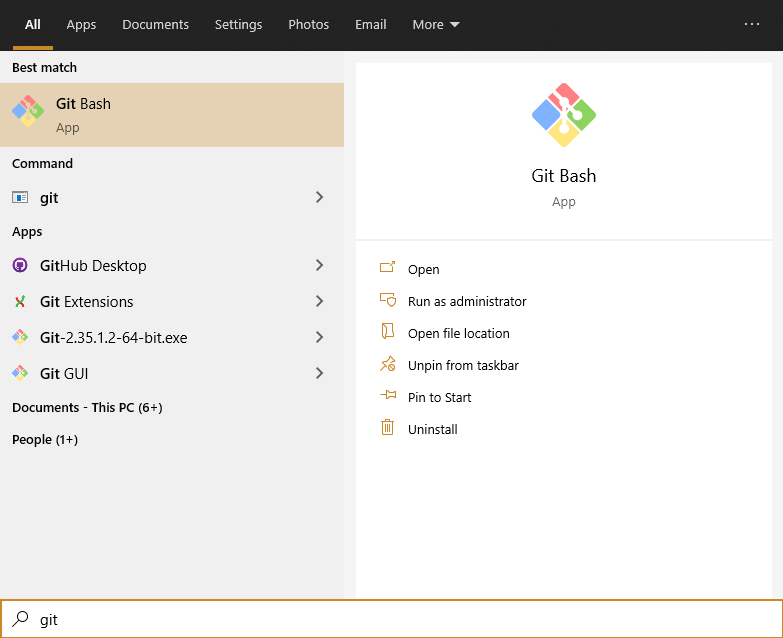 All Apps Documents Settings Photos Email More ...
Best match
Git Bash
App
Command
git
Apps
GitHub Desktop
Git Extensions
Git-2.35.1.2-64-bit.exe
Git GUI
Documents - This PC (6+)
People (1+)
Git Bash
App
Open
Run as administrator
Open file location
Unpin from taskbar
Pin to Start
Uninstall
git